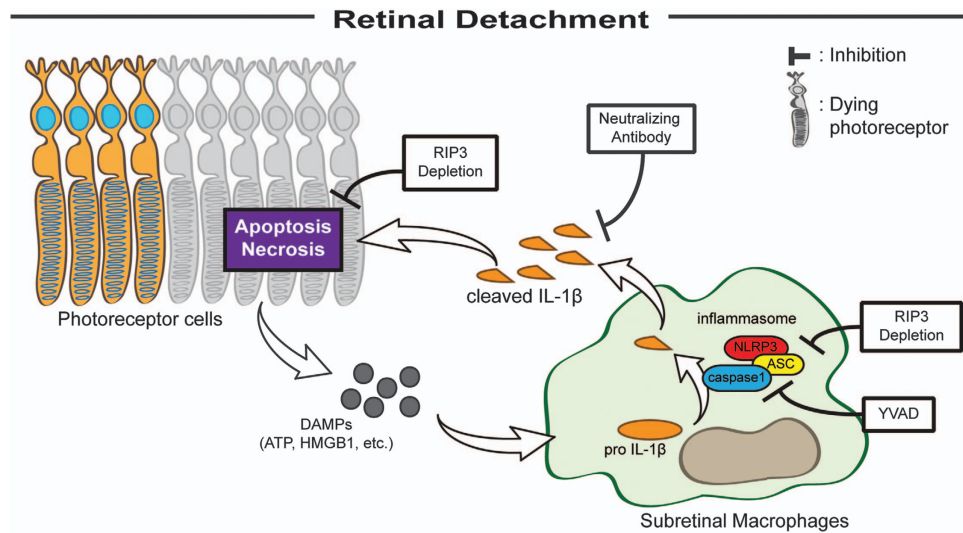 Retinal Detachment
: Inhibition
: Dying
photoreceptor
Neutralizing
Antibody
RIP3
Depletion
Apoptosis
Necrosis
cleaved IL-1β
Photoreceptor cells
inflammasome
RIP3
Depletion
NLRP3
ASC
caspase1
YVAD
DAMPs
(ATP, HMGB1, etc.)
pro IL-1β
Subretinal Macrophages